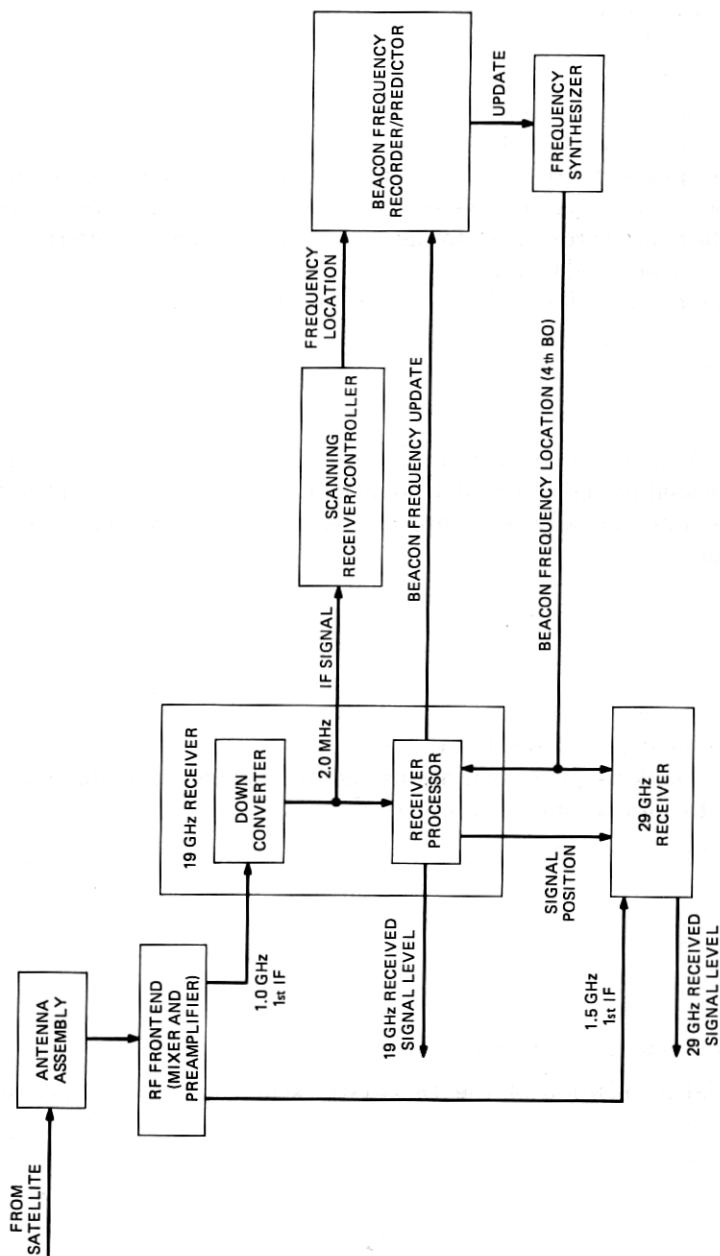 FROM
SATELLITE
ANTENNA
ASSEMBLY
RF FRONT END
(MIXER AND
PREAMPLIFIER)
1.0 GHz
1st IF
19 GHz RECEIVER
DOWN
CONVERTER
2.0 MHz
IF SIGNAL
SCANNING
RECEIVER/CONTROLLER
FREQUENCY
LOCATION
BEACON FREQUENCY
RECORDER/PREDICTOR
UPDATE
FREQUENCY
SYNTHESIZER
RECEIVER
PROCESSOR
BEACON FREQUENCY UPDATE
19 GHz RECEIVED
SIGNAL LEVEL
SIGNAL
POSITION
BEACON FREQUENCY LOCATION (4th BO)
1.5 GHz
1st IF
29 GHz
RECEIVER
29 GHz RECEIVED
SIGNAL LEVEL